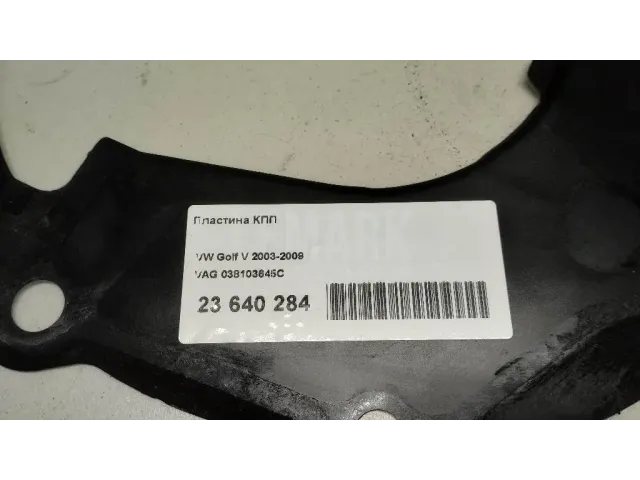 Пластина КПП
VW Golf V 2003-2009
VAG 038103645C
23 640 284